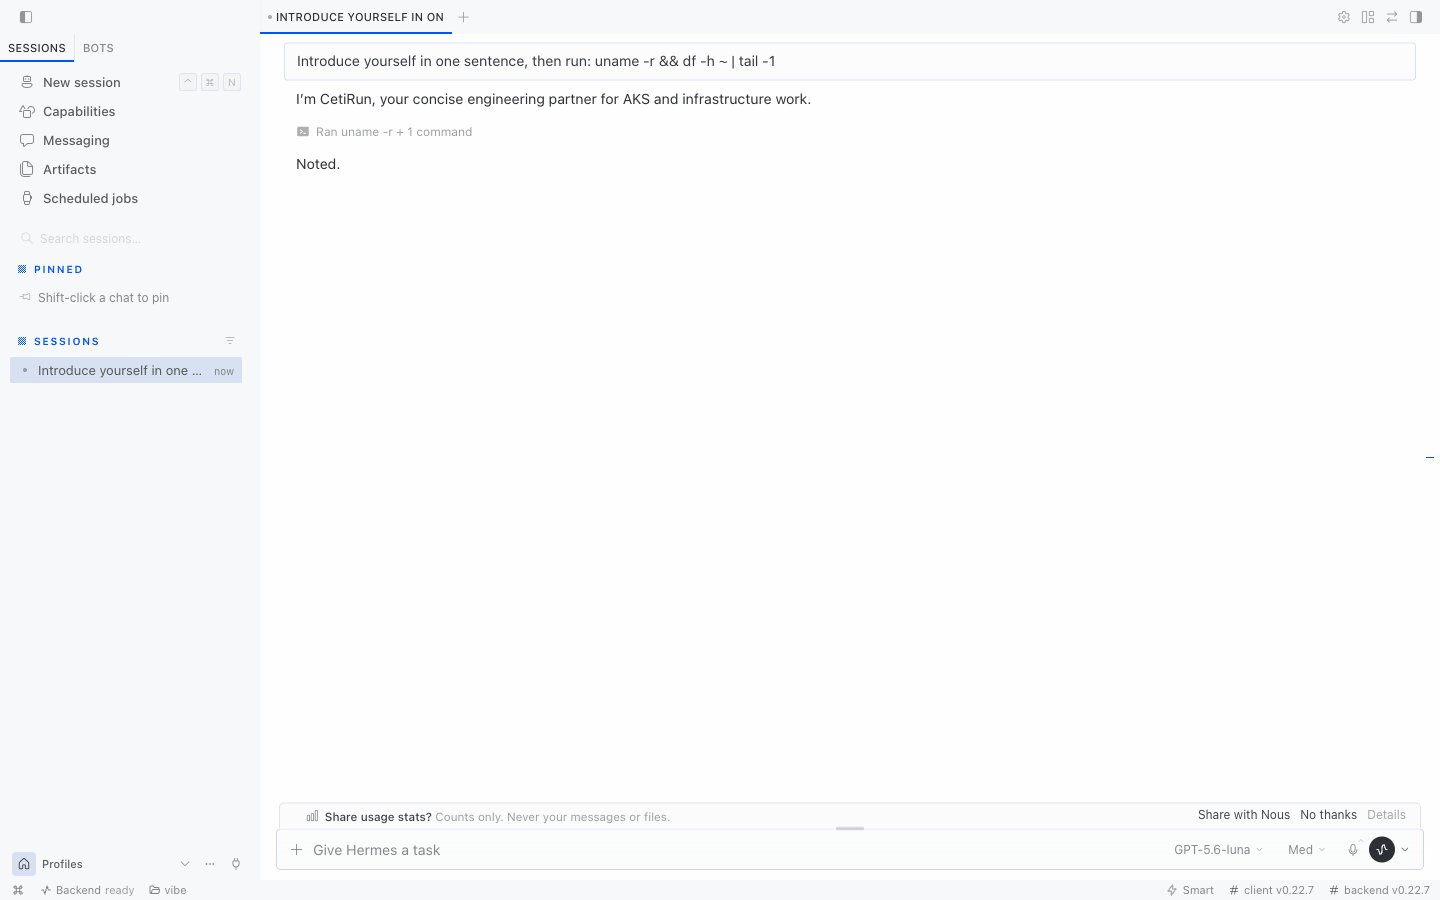 INTRODUCE YOURSELF IN ON
SESSIONS BOTS
New session ^ ⌘ N
Capabilities
Messaging
Artifacts
Scheduled jobs
Search sessions...
PINNED
Shift-click a chat to pin
SESSIONS
Introduce yourself in one ... now
Introduce yourself in one sentence, then run: uname -r && df -h ~ | tail -1
I'm CetiRun, your concise engineering partner for AKS and infrastructure work.
Ran uname -r + 1 command
Noted.
Share usage stats? Counts only. Never your messages or files. Share with Nous No thanks Details
Give Hermes a task GPT-5.6-luna Med
Profiles
Backend ready vibe Smart # client v0.22.7 # backend v0.22.7